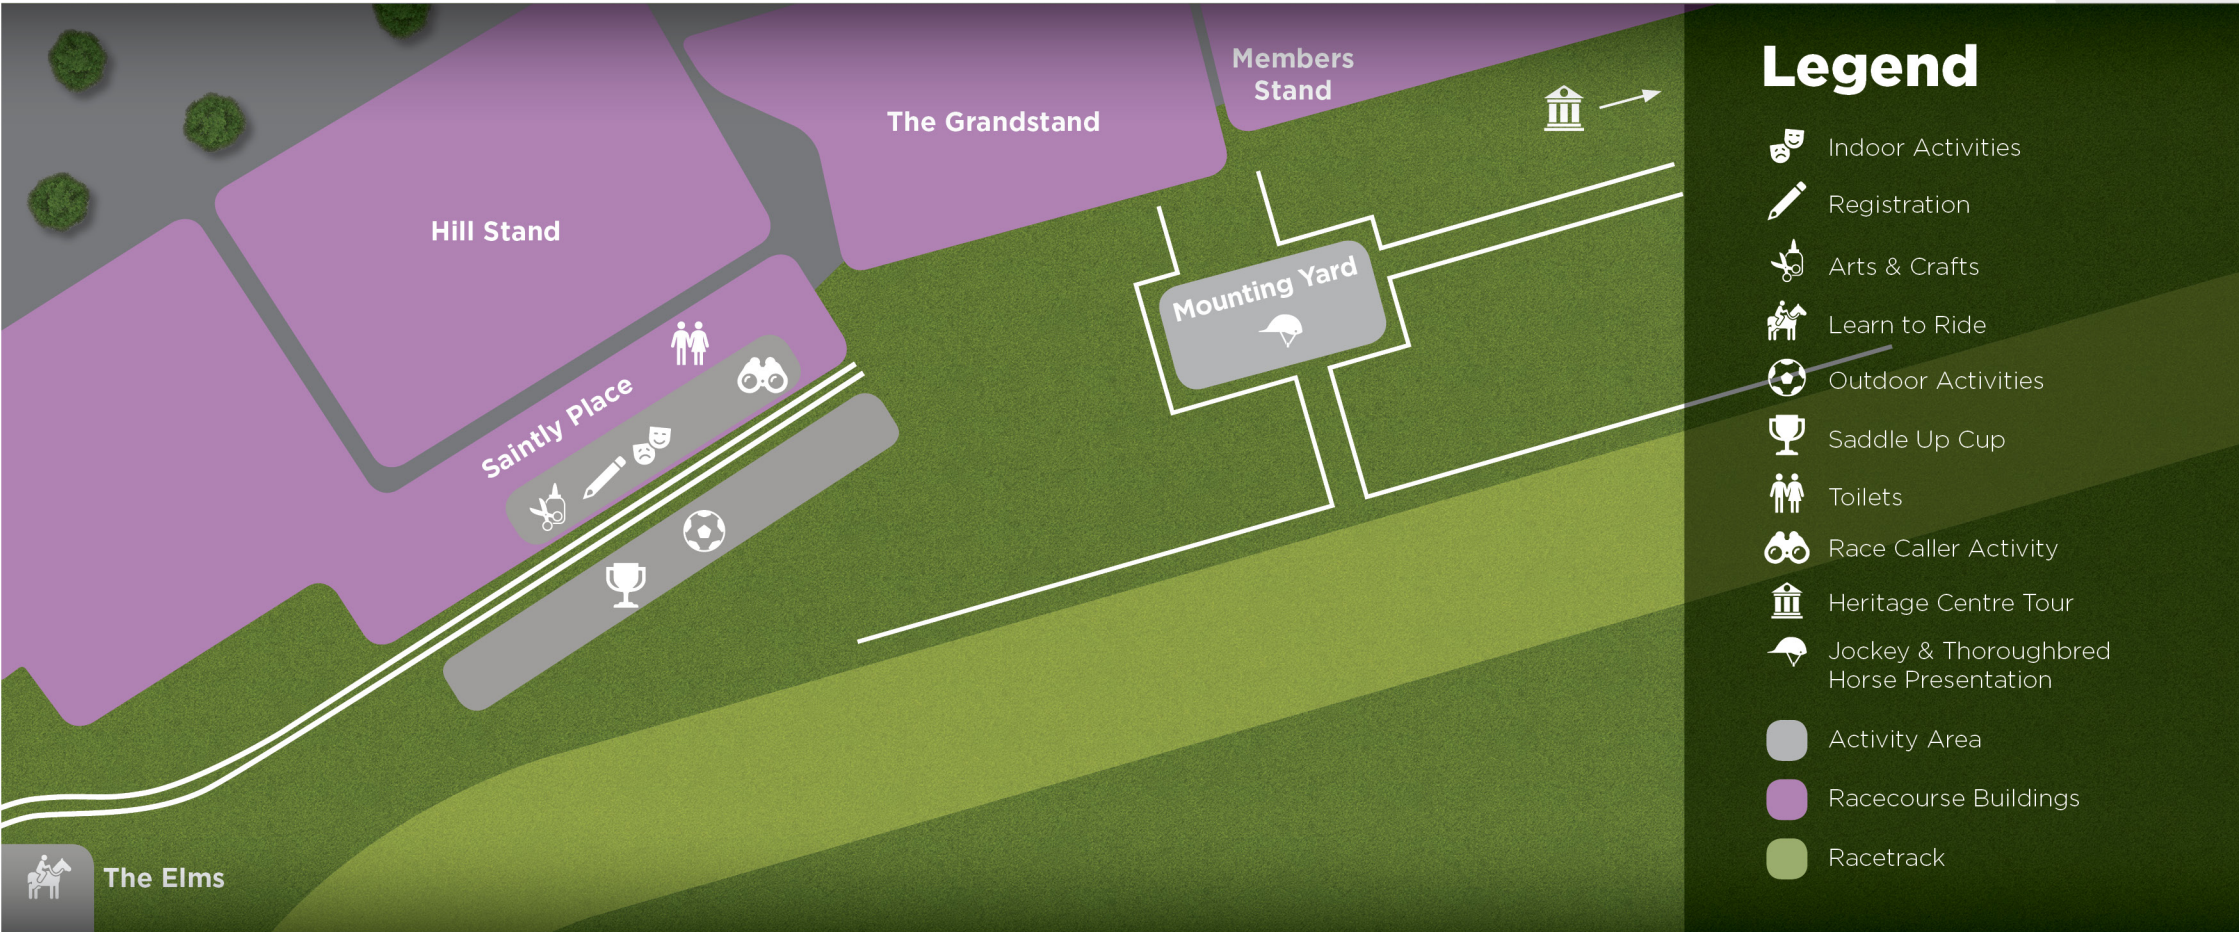 Members
Stand
The Grandstand
Hill Stand
Mounting Yard
Saintly Place
The Elms
Legend
Indoor Activities
Registration
Arts & Crafts
Learn to Ride
Outdoor Activities
Saddle Up Cup
Toilets
Race Caller Activity
Heritage Centre Tour
Jockey & Thoroughbred
Horse Presentation
Activity Area
Racecourse Buildings
Racetrack